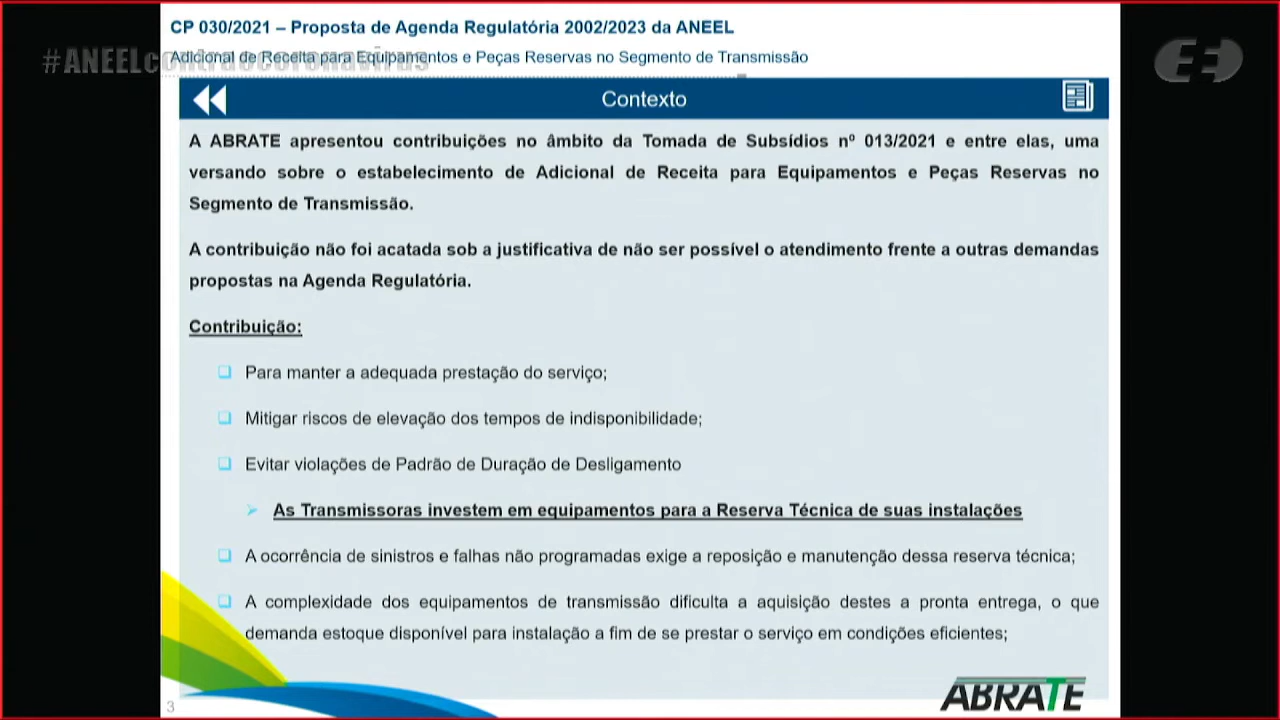 CP 030/2021 – Proposta de Agenda Regulatória 2002/2023 da ANEEL
#ANEELcontraocoronavirus
Adicional de Receita para Equipamentos e Peças Reservas no Segmento de Transmissão
Contexto
A ABRATE apresentou contribuições no âmbito da Tomada de Subsídios nº 013/2021 e entre elas, uma
versando sobre o estabelecimento de Adicional de Receita para Equipamentos e Peças Reservas no
Segmento de Transmissão.
A contribuição não foi acatada sob a justificativa de não ser possível o atendimento frente a outras demandas
propostas na Agenda Regulatória.
Contribuição:
Para manter a adequada prestação do serviço;
Mitigar riscos de elevação dos tempos de indisponibilidade;
Evitar violações de Padrão de Duração de Desligamento
As Transmissoras investem em equipamentos para a Reserva Técnica de suas instalações
A ocorrência de sinistros e falhas não programadas exige a reposição e manutenção dessa reserva técnica;
A complexidade dos equipamentos de transmissão dificulta a aquisição destes a pronta entrega, o que
demanda estoque disponível para instalação a fim de se prestar o serviço em condições eficientes;
3
ABRATE